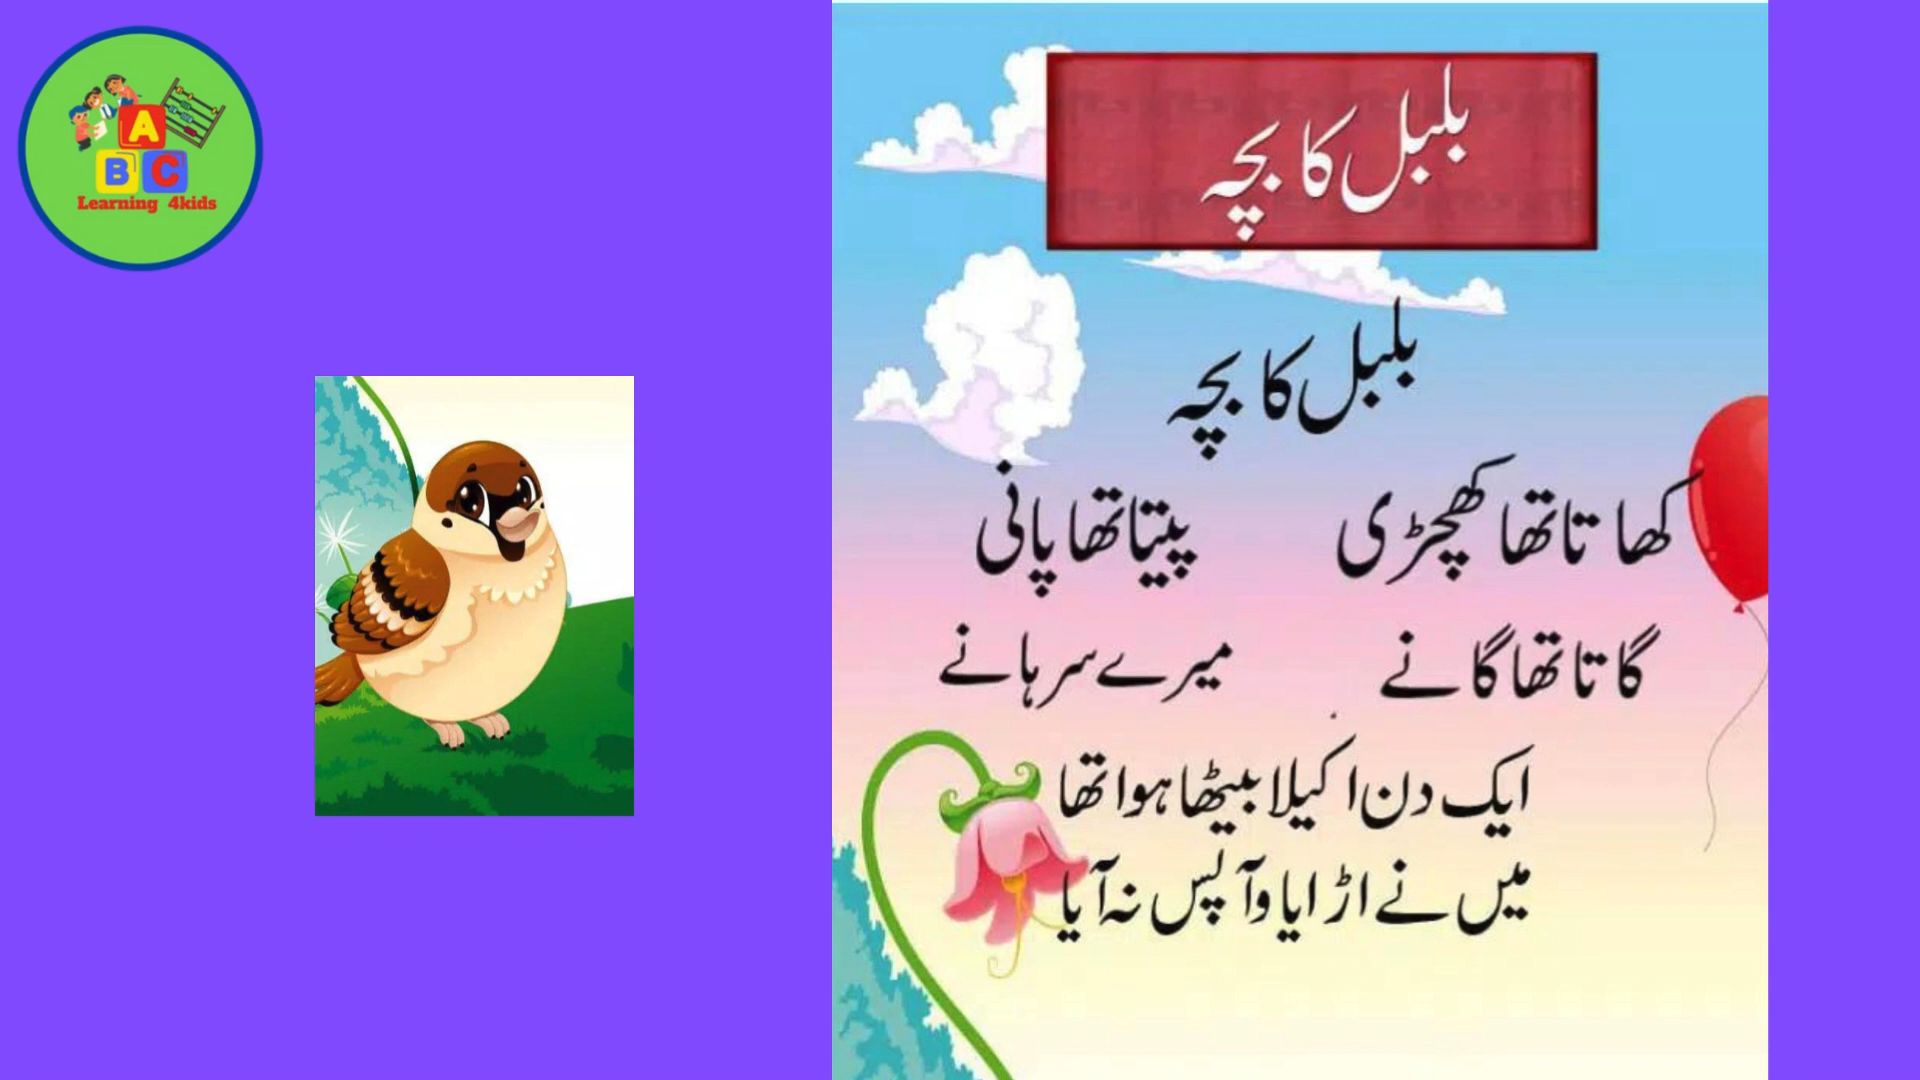 A
B C
Learning 4kids
بلبل کا بچہ
بلبل کا بچہ
کھاتا تھا کھچڑی پیتا تھا پانی
گاتا تھا گانے میرے سرہانے
ایک دن اکیلا بیٹھا ہوا تھا
میں نے اڑایا وآپس نہ آیا